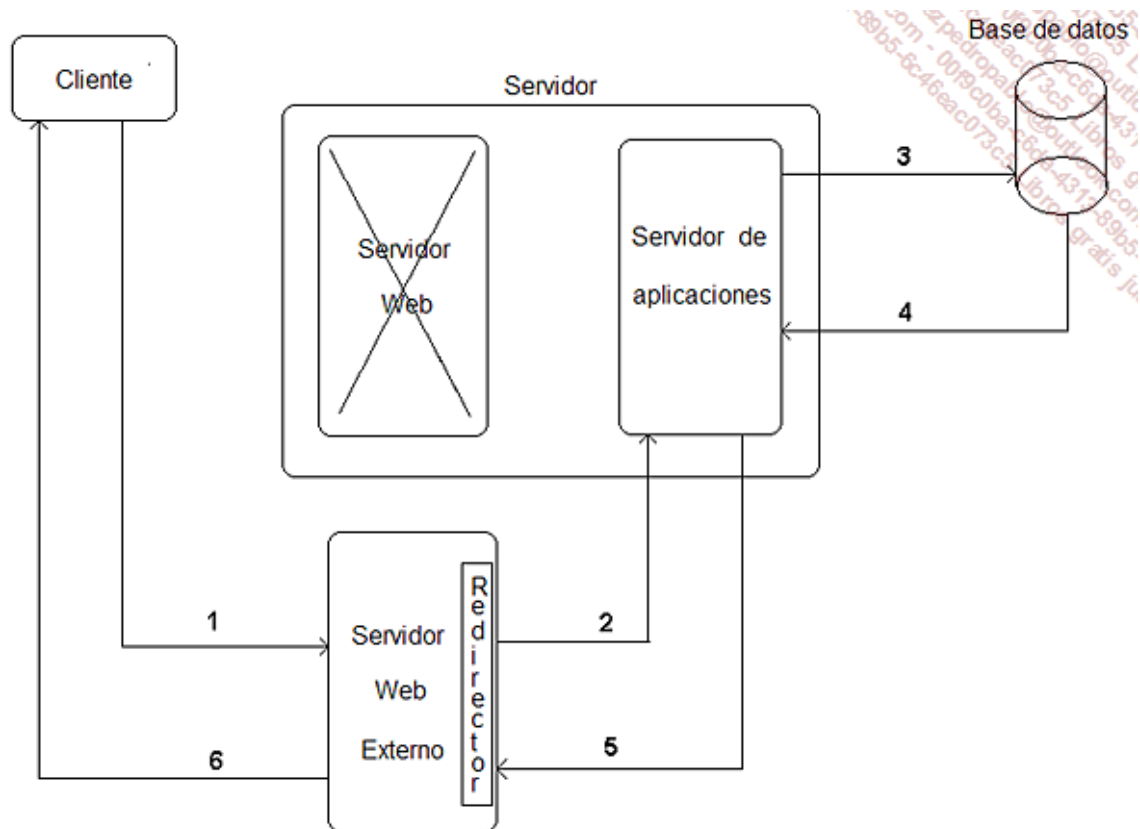 Base de datos
Cliente
Servidor
Servidor
Web
Servidor de
aplicaciones
3
4
1
2
Servidor
Web
Externo
Redirector
5
6